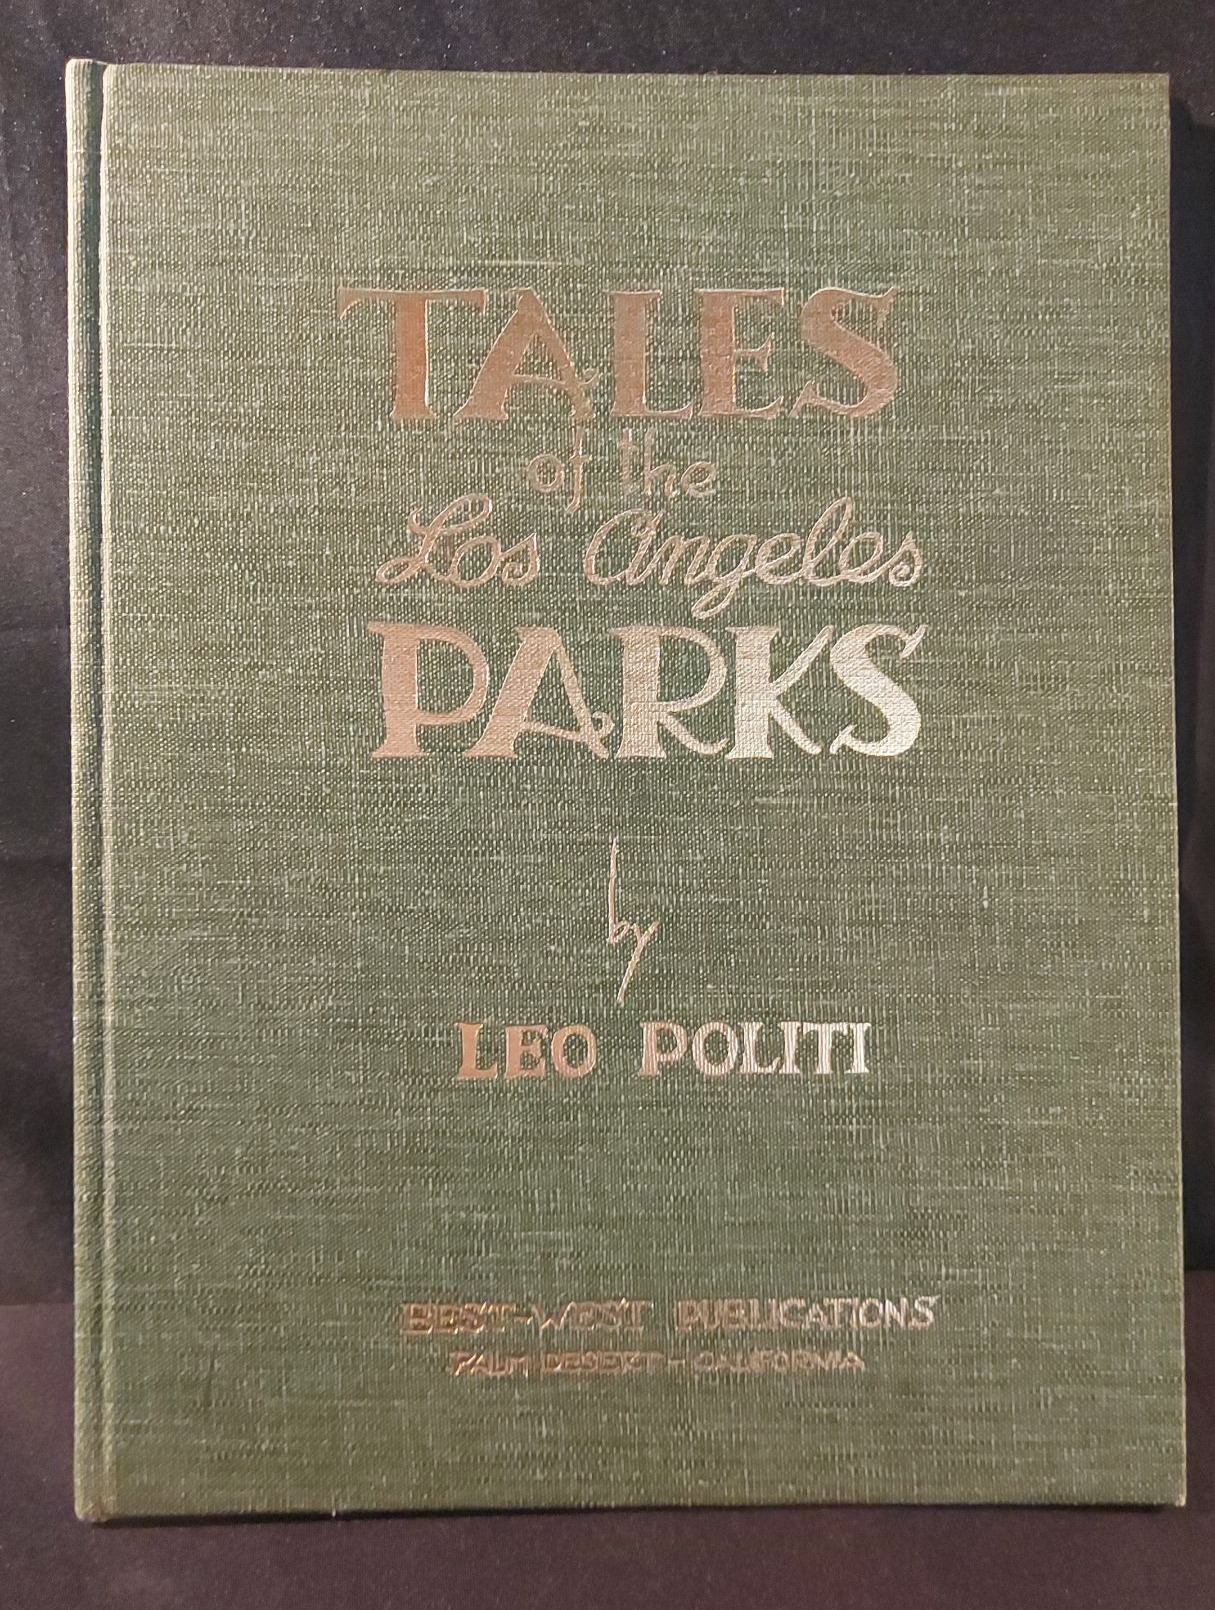 TALES
of the
Los Angeles
PARKS
by
LEO POLITI
BEST-WEST PUBLICATIONS
PALM DESERT-CALIFORNIA